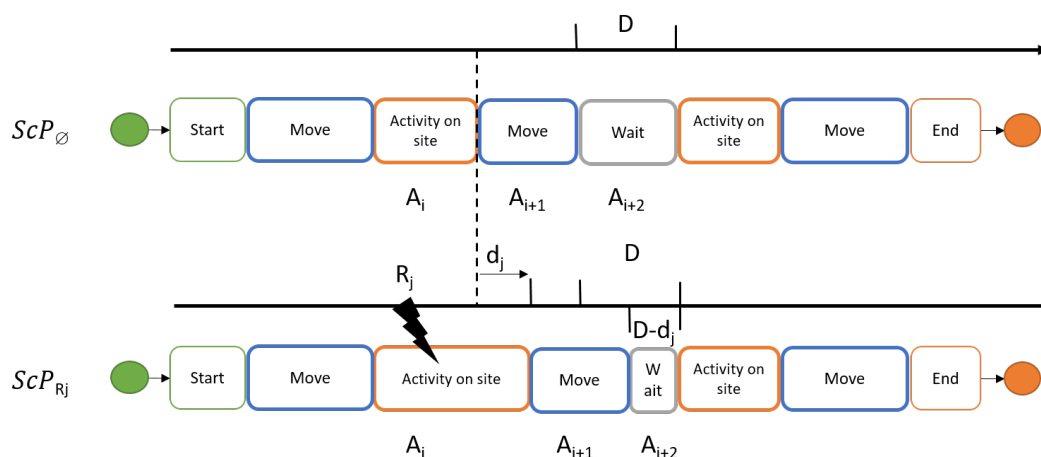 D
ScP∅
Start
Move
Activity on
site
Move
Wait
Activity on
site
Move
End
Ai
Ai+1
Ai+2
dj
D
Rj
D-dj
ScPRj
Start
Move
Activity on site
Move
W
ait
Activity on
site
Move
End
Ai
Ai+1
Ai+2